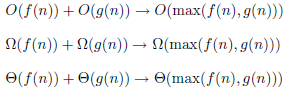 O(f(n)) + O(g(n)) → O(max(f(n), g(n)))
Ω(f(n)) + Ω(g(n)) → Ω(max(f(n), g(n)))
Θ(f(n)) + Θ(g(n)) → Θ(max(f(n), g(n)))